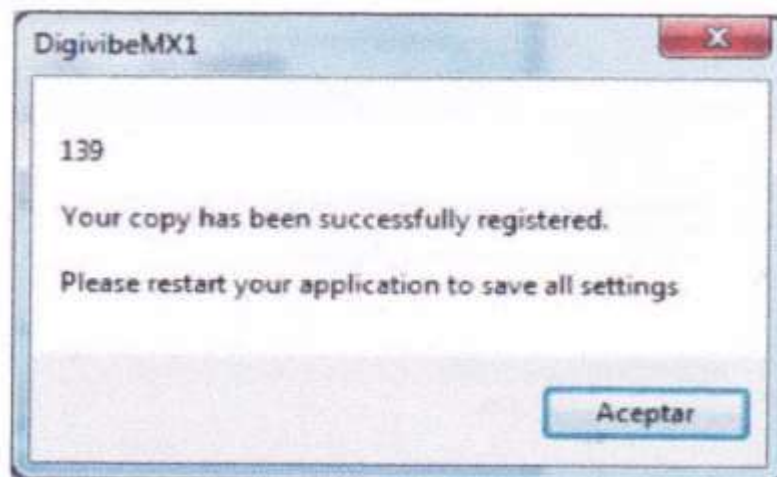 DigivibeMX1
139
Your copy has been successfully registered.
Please restart your application to save all settings
Aceptar